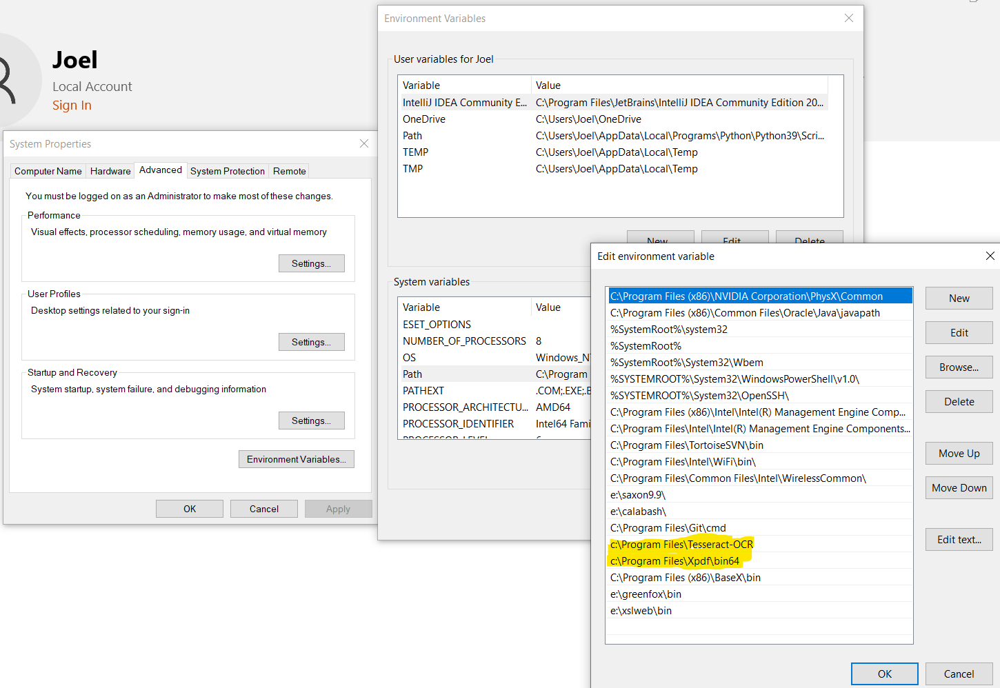 Joel
Local Account
Sign In
System Properties
Computer Name
Hardware
Advanced
System Protection
Remote
You must be logged on as an Administrator to make most of these changes.
Performance
Visual effects, processor scheduling, memory usage, and virtual memory
Settings...
User Profiles
Desktop settings related to your sign-in
Settings...
Startup and Recovery
System startup, system failure, and debugging information
Settings...
Environment Variables...
OK
Cancel
Apply
Environment Variables
User variables for Joel
Variable Value
IntelliJ IDEA Community E... C:\Program Files\JetBrains\IntelliJ IDEA Community Edition 20...
OneDrive C:\Users\Joel\OneDrive
Path C:\Users\Joel\AppData\Local\Programs\Python\Python39\Scri...
TEMP C:\Users\Joel\AppData\Local\Temp
TMP C:\Users\Joel\AppData\Local\Temp
New...
Edit...
Delete
System variables
Variable Value
ESET_OPTIONS
NUMBER_OF_PROCESSORS 8
OS Windows_N
Path C:\Program
PATHEXT .COM;.EXE;.B
PROCESSOR_ARCHITECTU... AMD64
PROCESSOR_IDENTIFIER Intel64 Fami
PROCESSOR_LEVEL 6
Edit environment variable
C:\Program Files (x86)\NVIDIA Corporation\PhysX\Common
C:\Program Files (x86)\Common Files\Oracle\Java\javapath
%SystemRoot%\system32
%SystemRoot%
%SystemRoot%\System32\Wbem
%SYSTEMROOT%\System32\WindowsPowerShell\v1.0\
%SYSTEMROOT%\System32\OpenSSH\
C:\Program Files (x86)\Intel\Intel(R) Management Engine Comp...
C:\Program Files\Intel\Intel(R) Management Engine Components...
C:\Program Files\TortoiseSVN\bin
C:\Program Files\Intel\WiFi\bin\
C:\Program Files\Common Files\Intel\WirelessCommon\
e:\saxon9.9\
e:\calabash\
C:\Program Files\Git\cmd
c:\Program Files\Tesseract-OCR
c:\Program Files\Xpdf\bin64
C:\Program Files (x86)\BaseX\bin
e:\greenfox\bin
e:\xslweb\bin
New
Edit
Browse...
Delete
Move Up
Move Down
Edit text...
OK
Cancel